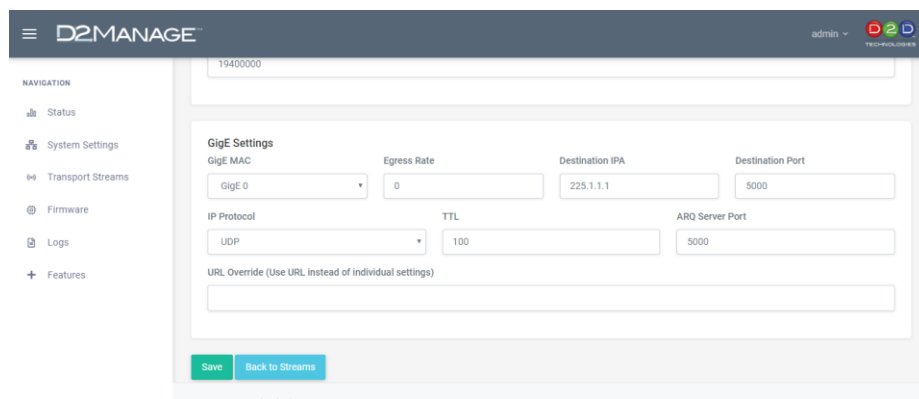 D2MANAGE™
admin
D2D
TECHNOLOGIES
NAVIGATION
Status
System Settings
Transport Streams
Firmware
Logs
Features
19400000
GigE Settings
GigE MAC Egress Rate Destination IPA Destination Port
GigE 0 0 225.1.1.1 5000
IP Protocol TTL ARQ Server Port
UDP 100 5000
URL Override (Use URL instead of individual settings)
Save Back to Streams